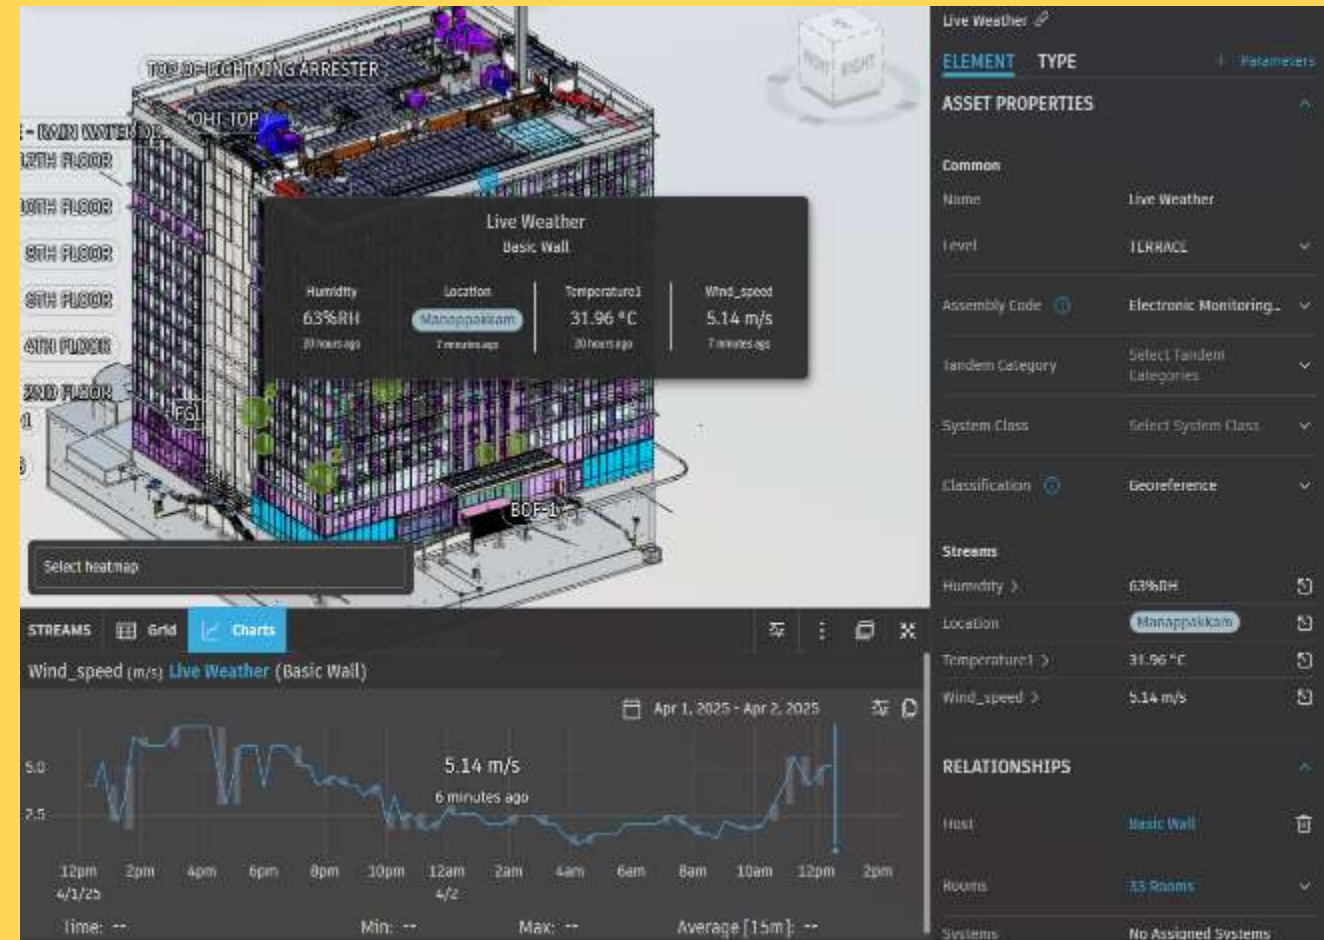 TOP OF LIGHTNING ARRESTER
OHT TOP
- RAIN WATER
12TH FLOOR
10TH FLOOR
8TH FLOOR
6TH FLOOR
4TH FLOOR
2ND FLOOR
FGL
BOF-1
RIGHT
Live Weather
Basic Wall
Humidity
63%RH
20 hours ago
Location
Manappakkam
7 minutes ago
Temperature1
31.96 °C
20 hours ago
Wind_speed
5.14 m/s
7 minutes ago
Select heatmap
STREAMS Grid Charts
Wind_speed (m/s) Live Weather (Basic Wall)
Apr 1, 2025 - Apr 2, 2025
5.0
2.5
5.14 m/s
6 minutes ago
12pm 2pm 4pm 6pm 8pm 10pm 12am 2am 4am 6am 8am 10am 12pm 2pm
4/1/25 4/2
Time: -- Min: -- Max: -- Average [15m]: --
Live Weather
ELEMENT TYPE + Parameters
ASSET PROPERTIES
Common
Name Live Weather
Level TERRACE
Assembly Code Electronic Monitoring...
Tandem Category Select Tandem
Categories
System Class Select System Class
Classification Georeference
Streams
Humidity > 63%RH
Location Manappakkam
Temperature1 > 31.96 °C
Wind_speed > 5.14 m/s
RELATIONSHIPS
Host Basic Wall
Rooms 33 Rooms
Systems No Assigned Systems